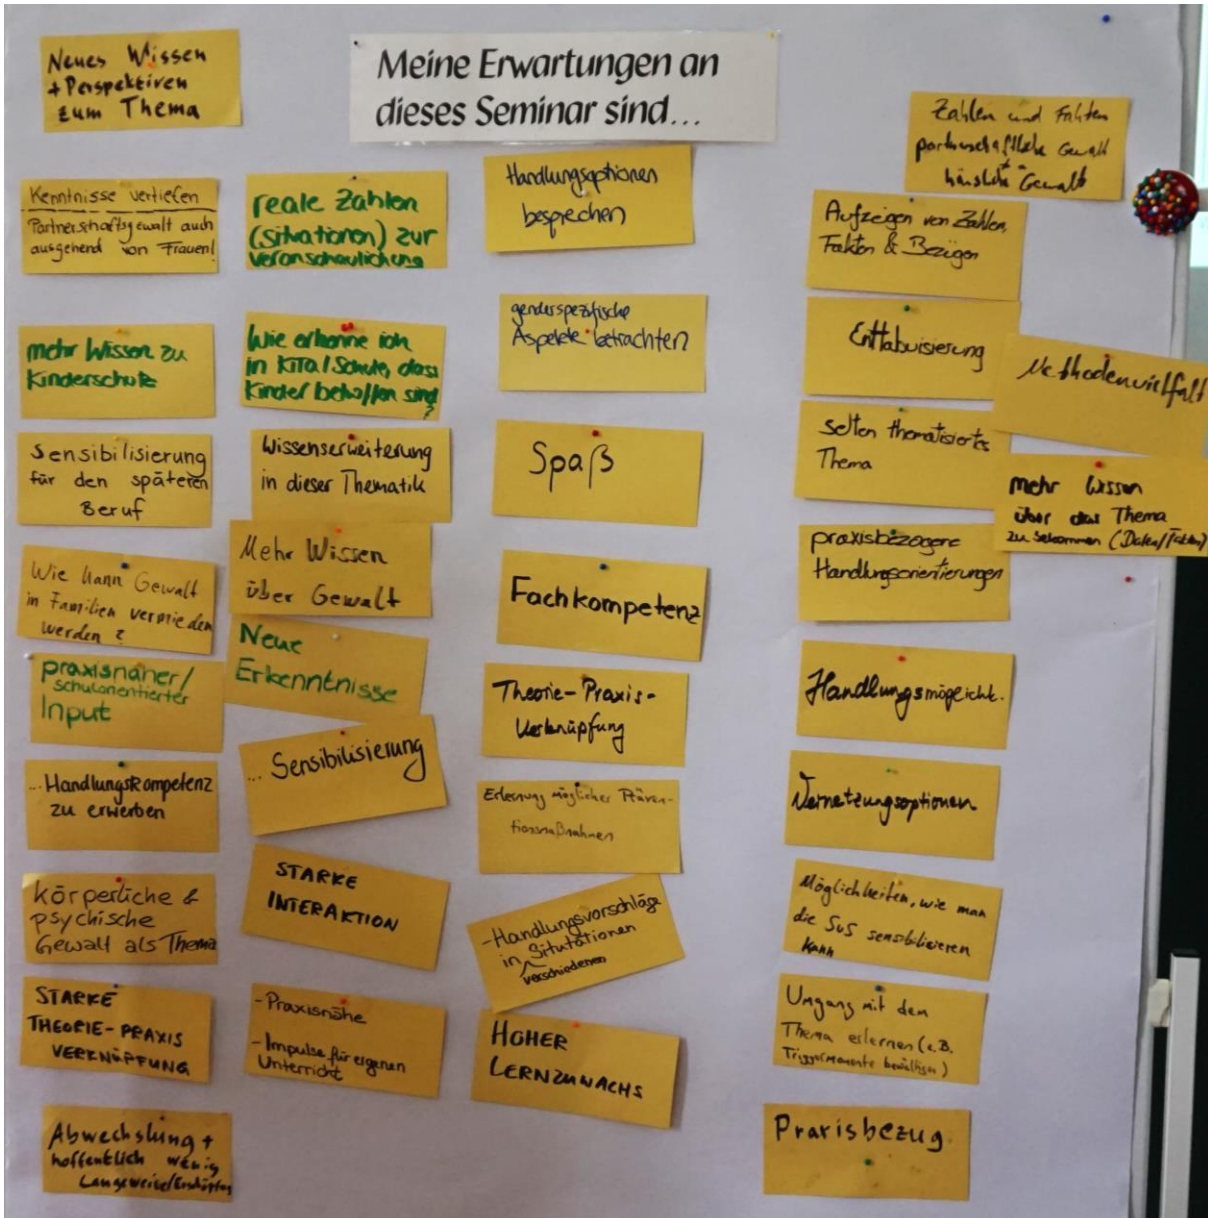 Meine Erwartungen an
dieses Seminar sind...
Neues Wissen
+ Perspektiven
zum Thema
Kenntnisse vertiefen
Partnerschaftsgewalt auch
ausgehend von Frauen!
mehr Wissen zu
Kinderschutz
Sensibilisierung
für den späteren
Beruf
Wie kann Gewalt
in Familien vermieden
werden ?
praxisnaher/
schulorientierter
Input
... Handlungskompetenz
zu erwerben
körperliche &
psychische
Gewalt als Thema
STARKE
THEORIE-PRAXIS
VERKNÜPFUNG
Abwechslung +
hoffentlich wenig
Langeweile/
reale Zahlen
(situationen) zur
Veranschaulichung
Wie erkenne ich
in KITA/Schule, dass
Kinder betroffen sind
?
Wissenserweiterung
in dieser Thematik
Mehr Wissen
über Gewalt
Neue
Erkenntnisse
... Sensibilisierung
STARKE
INTERAKTION
- Praxisnähe
- Impulse für eigenen
Unterricht
Handlungsoptionen
besprechen
genderspezifische
Aspekte betrachten
Spaß
Fachkompetenz
Theorie-Praxis-
Verknüpfung
Erlernung möglicher Präven-
tionsmaßnahmen
- Handlungsvorschläge
in Situtationen
verschiedenen
HOHER
LERNZUWACHS
Zahlen und Fakten
partnerschaftliche Gewalt
+
häusliche Gewalt
Aufzeigen von Zahlen,
Fakten & Bezügen
Enttabuisierung
Methodenvielfalt
selten thematisiertes
Thema
mehr Wissen
über das Thema
zu bekommen (Daten/Fakten)
praxisbezogene
Handlungsorientierungen
Handlungsmöglichk.
Vernetzungsoptionen
Möglichkeiten, wie man
die SuS sensibilisieren
kann
Umgang mit dem
Thema erlernen (z.B.
Triggermomente bewältigen)
Praxisbezug